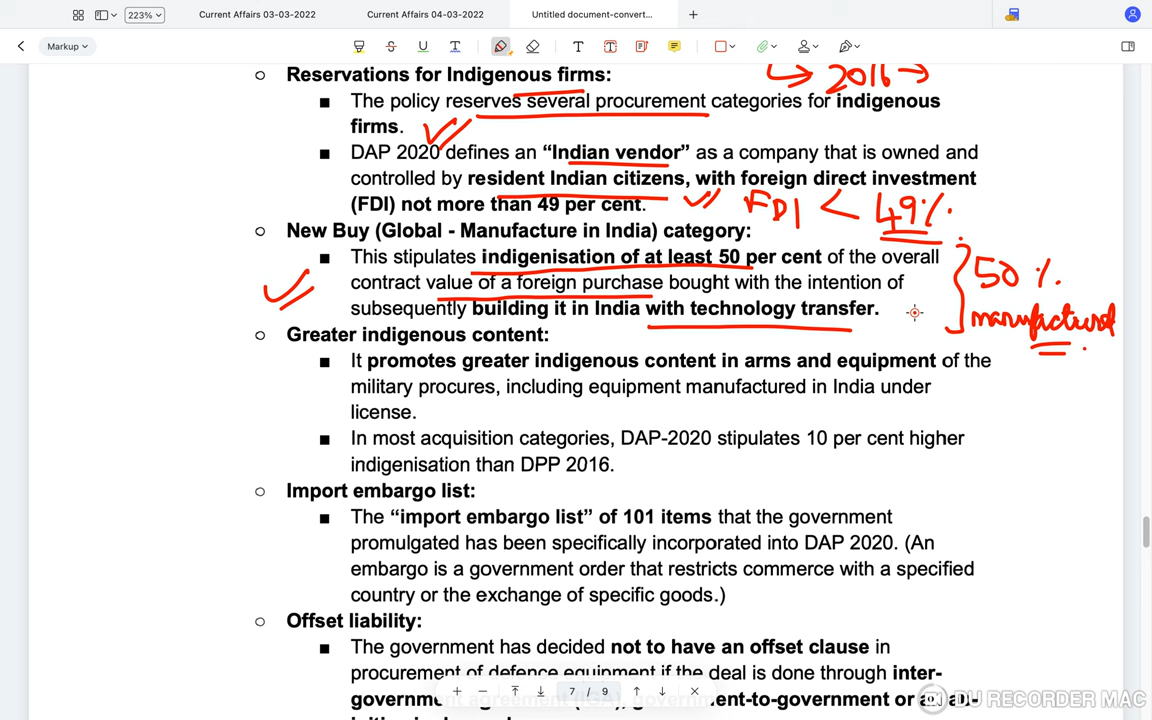 223%
Current Affairs 03-03-2022
Current Affairs 04-03-2022
Untitled document-convert...
Markup
↳ 2016 →
○ Reservations for Indigenous firms:
■ The policy reserves several procurement categories for indigenous
firms.
■ DAP 2020 defines an “Indian vendor” as a company that is owned and
controlled by resident Indian citizens, with foreign direct investment
(FDI) not more than 49 per cent.
FDI < 49%.
○ New Buy (Global - Manufacture in India) category:
■ This stipulates indigenisation of at least 50 per cent of the overall
contract value of a foreign purchase bought with the intention of
subsequently building it in India with technology transfer.
50 %
manufactured
○ Greater indigenous content:
■ It promotes greater indigenous content in arms and equipment of the
military procures, including equipment manufactured in India under
license.
■ In most acquisition categories, DAP-2020 stipulates 10 per cent higher
indigenisation than DPP 2016.
○ Import embargo list:
■ The “import embargo list” of 101 items that the government
promulgated has been specifically incorporated into DAP 2020. (An
embargo is a government order that restricts commerce with a specified
country or the exchange of specific goods.)
○ Offset liability:
■ The government has decided not to have an offset clause in
procurement of defence equipment if the deal is done through inter-
7 / 9
DU RECORDER MAC